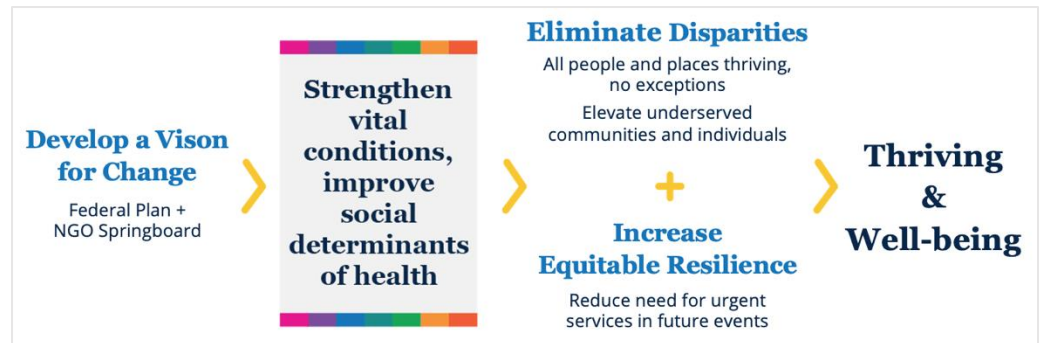 Develop a Vison
for Change
Federal Plan +
NGO Springboard
Strengthen
vital
conditions,
improve
social
determinants
of health
Eliminate Disparities
All people and places thriving,
no exceptions
Elevate underserved
communities and individuals
+
Increase
Equitable Resilience
Reduce need for urgent
services in future events
Thriving
&
Well-being